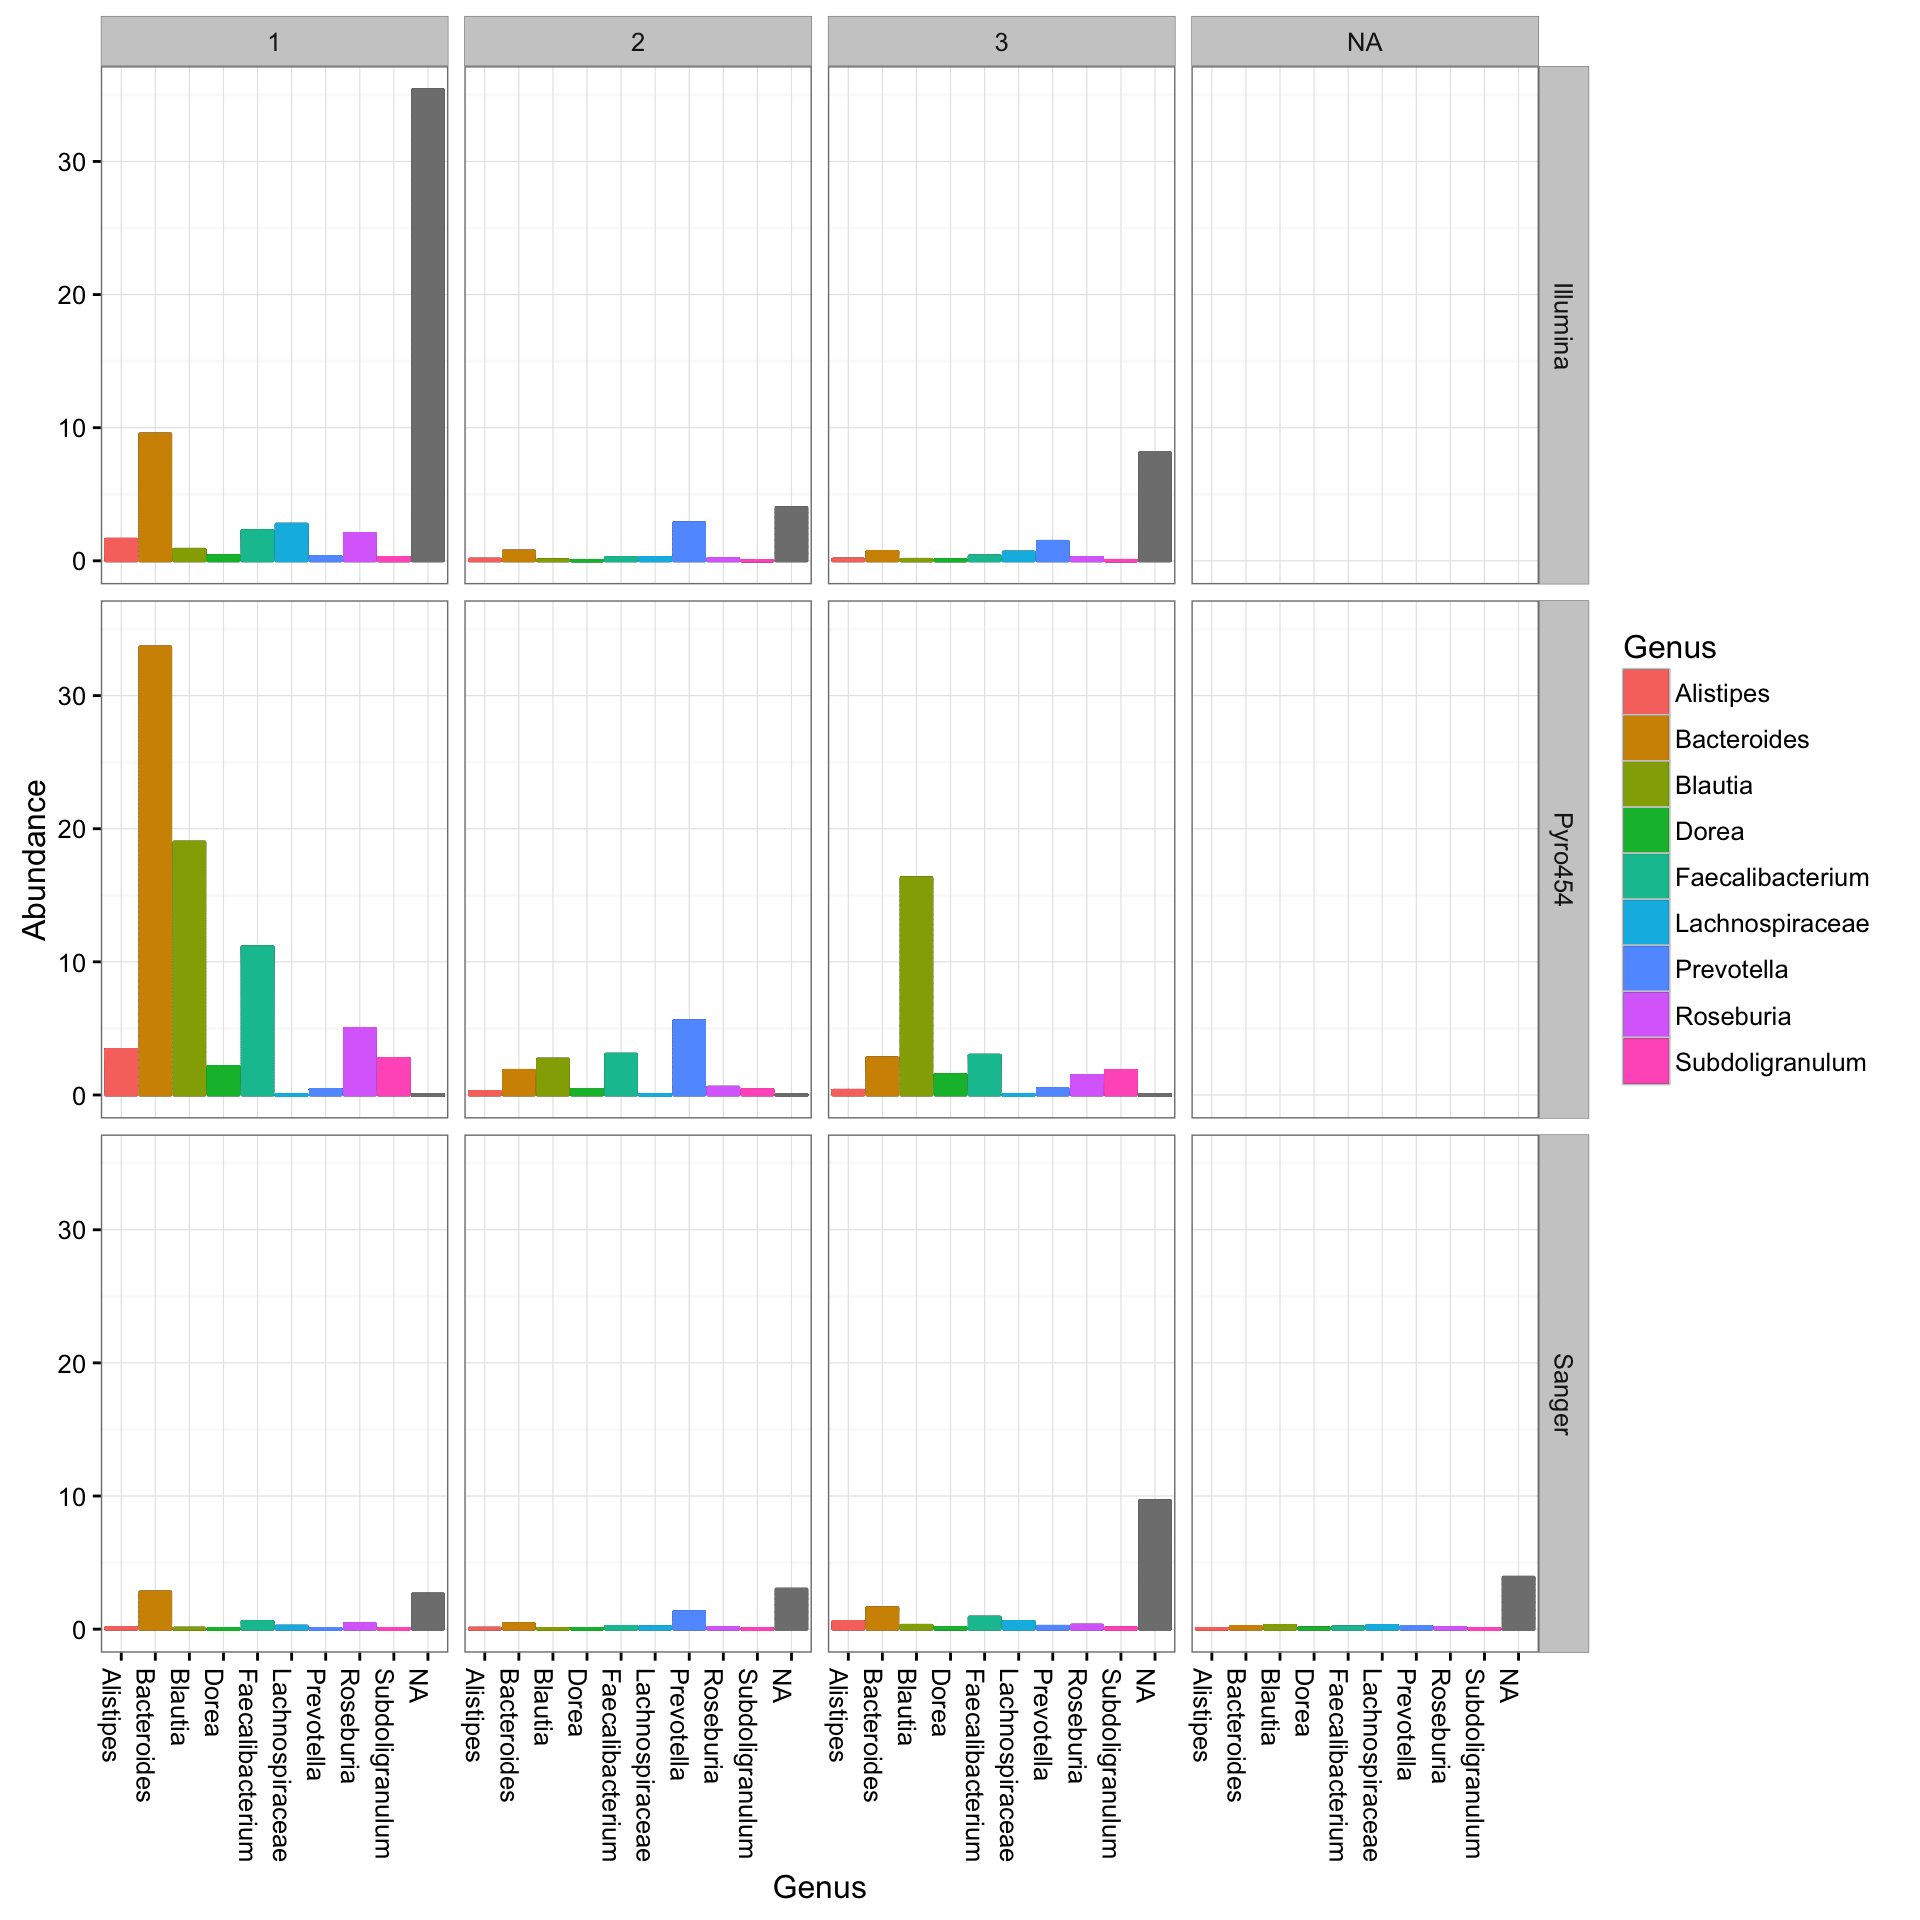 1
2
3
NA
30
20
10
0
Illumina
30
20
10
0
Pyro454
30
20
10
0
Sanger
Abundance
Alistipes
Bacteroides
Blautia
Dorea
Faecalibacterium
Lachnospiraceae
Prevotella
Roseburia
Subdoligranulum
NA
Alistipes
Bacteroides
Blautia
Dorea
Faecalibacterium
Lachnospiraceae
Prevotella
Roseburia
Subdoligranulum
NA
Alistipes
Bacteroides
Blautia
Dorea
Faecalibacterium
Lachnospiraceae
Prevotella
Roseburia
Subdoligranulum
NA
Alistipes
Bacteroides
Blautia
Dorea
Faecalibacterium
Lachnospiraceae
Prevotella
Roseburia
Subdoligranulum
NA
Genus
Genus
Alistipes
Bacteroides
Blautia
Dorea
Faecalibacterium
Lachnospiraceae
Prevotella
Roseburia
Subdoligranulum